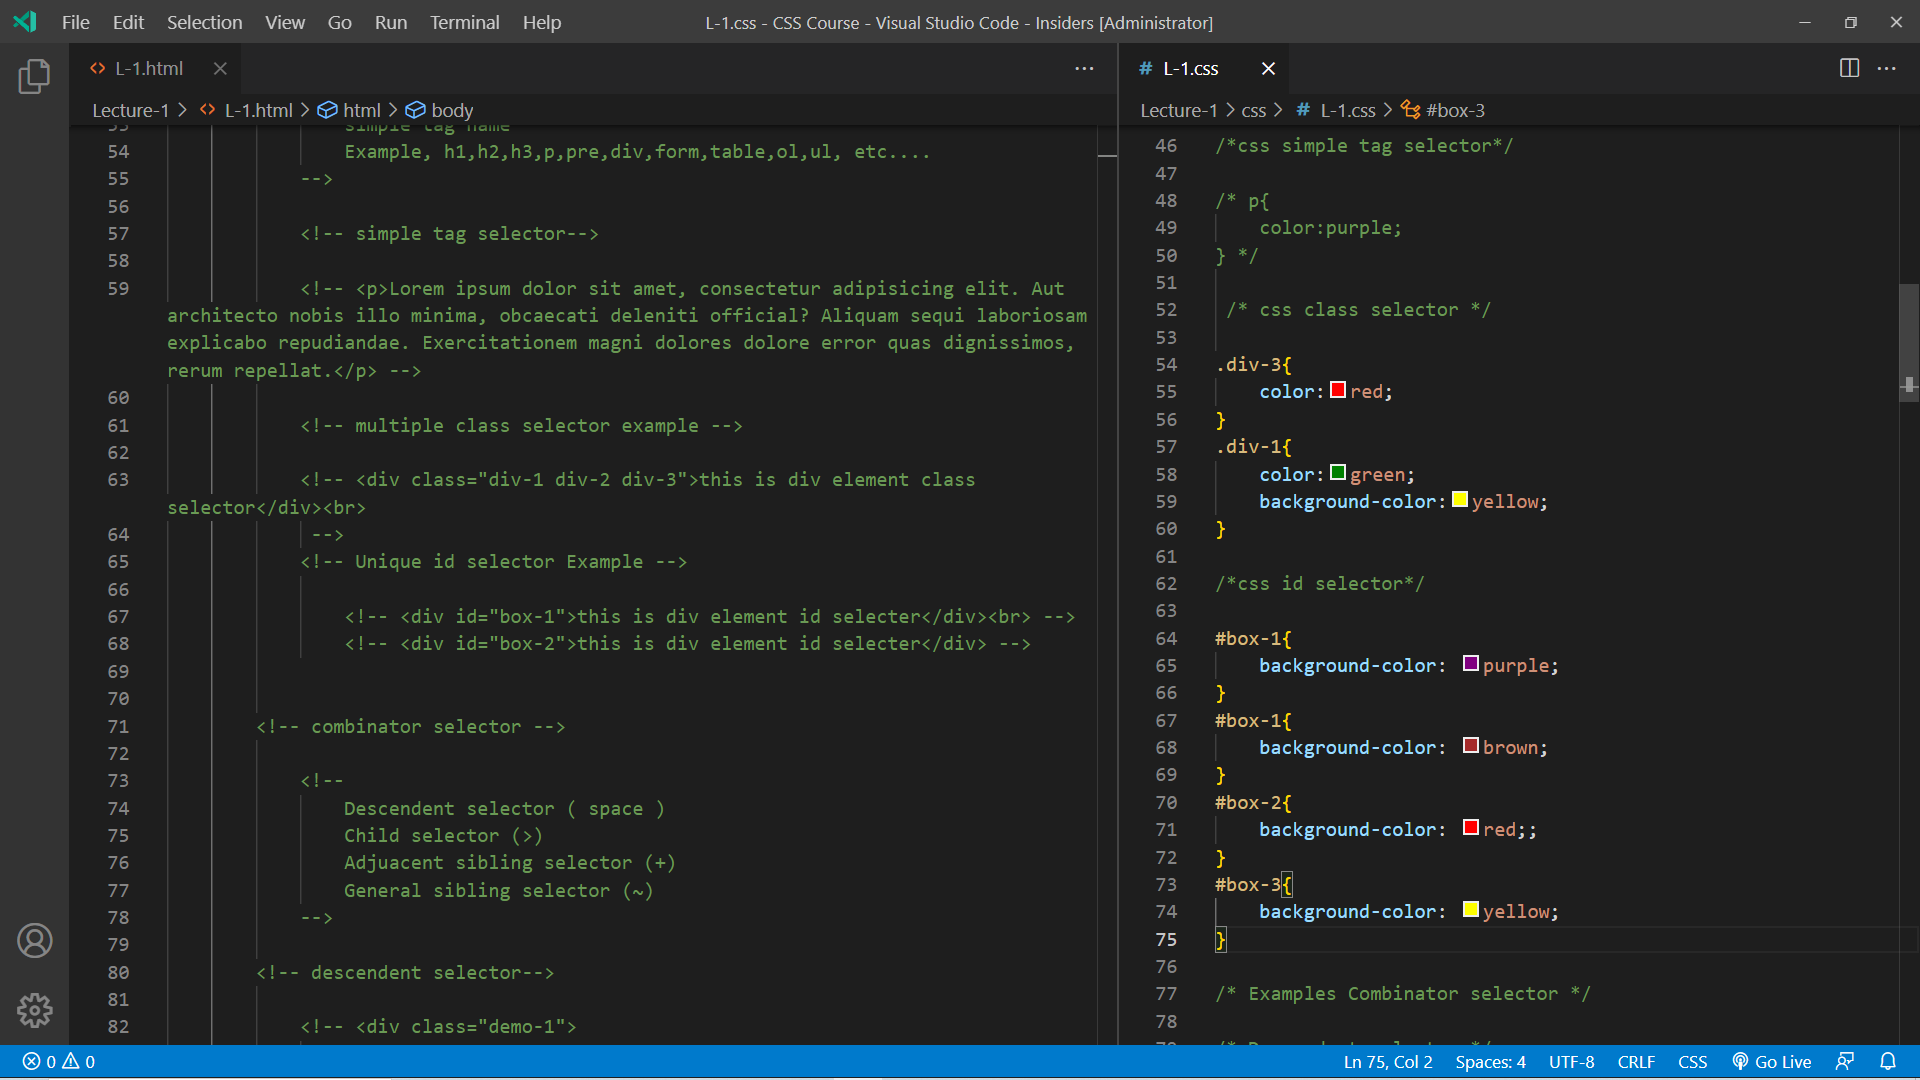 File Edit Selection View Go Run Terminal Help
L-1.css - CSS Course - Visual Studio Code - Insiders [Administrator]
L-1.html
Lecture-1 > L-1.html > html > body
53 simple tag name
54 Example, h1,h2,h3,p,pre,div,form,table,ol,ul, etc....
55 -->
56
57 <!-- simple tag selector-->
58
59 <!-- <p>Lorem ipsum dolor sit amet, consectetur adipisicing elit. Aut
architecto nobis illo minima, obcaecati deleniti official? Aliquam sequi laboriosam
explicabo repudiandae. Exercitationem magni dolores dolore error quas dignissimos,
rerum repellat.</p> -->
60
61 <!-- multiple class selector example -->
62
63 <!-- <div class="div-1 div-2 div-3">this is div element class
selector</div><br>
64 -->
65 <!-- Unique id selector Example -->
66
67 <!-- <div id="box-1">this is div element id selecter</div><br> -->
68 <!-- <div id="box-2">this is div element id selecter</div> -->
69
70
71 <!-- combinator selector -->
72
73 <!--
74 Descendent selector ( space )
75 Child selector (>)
76 Adjuacent sibling selector (+)
77 General sibling selector (~)
78 -->
79
80 <!-- descendent selector-->
81
82 <!-- <div class="demo-1">
# L-1.css
Lecture-1 > css > # L-1.css > #box-3
46 /*css simple tag selector*/
47
48 /* p{
49 color:purple;
50 } */
51
52 /* css class selector */
53
54 .div-3{
55 color:red;
56 }
57 .div-1{
58 color:green;
59 background-color:yellow;
60 }
61
62 /*css id selector*/
63
64 #box-1{
65 background-color: purple;
66 }
67 #box-1{
68 background-color: brown;
69 }
70 #box-2{
71 background-color: red;;
72 }
73 #box-3{
74 background-color: yellow;
75 }
76
77 /* Examples Combinator selector */
78
0 0
Ln 75, Col 2 Spaces: 4 UTF-8 CRLF CSS Go Live